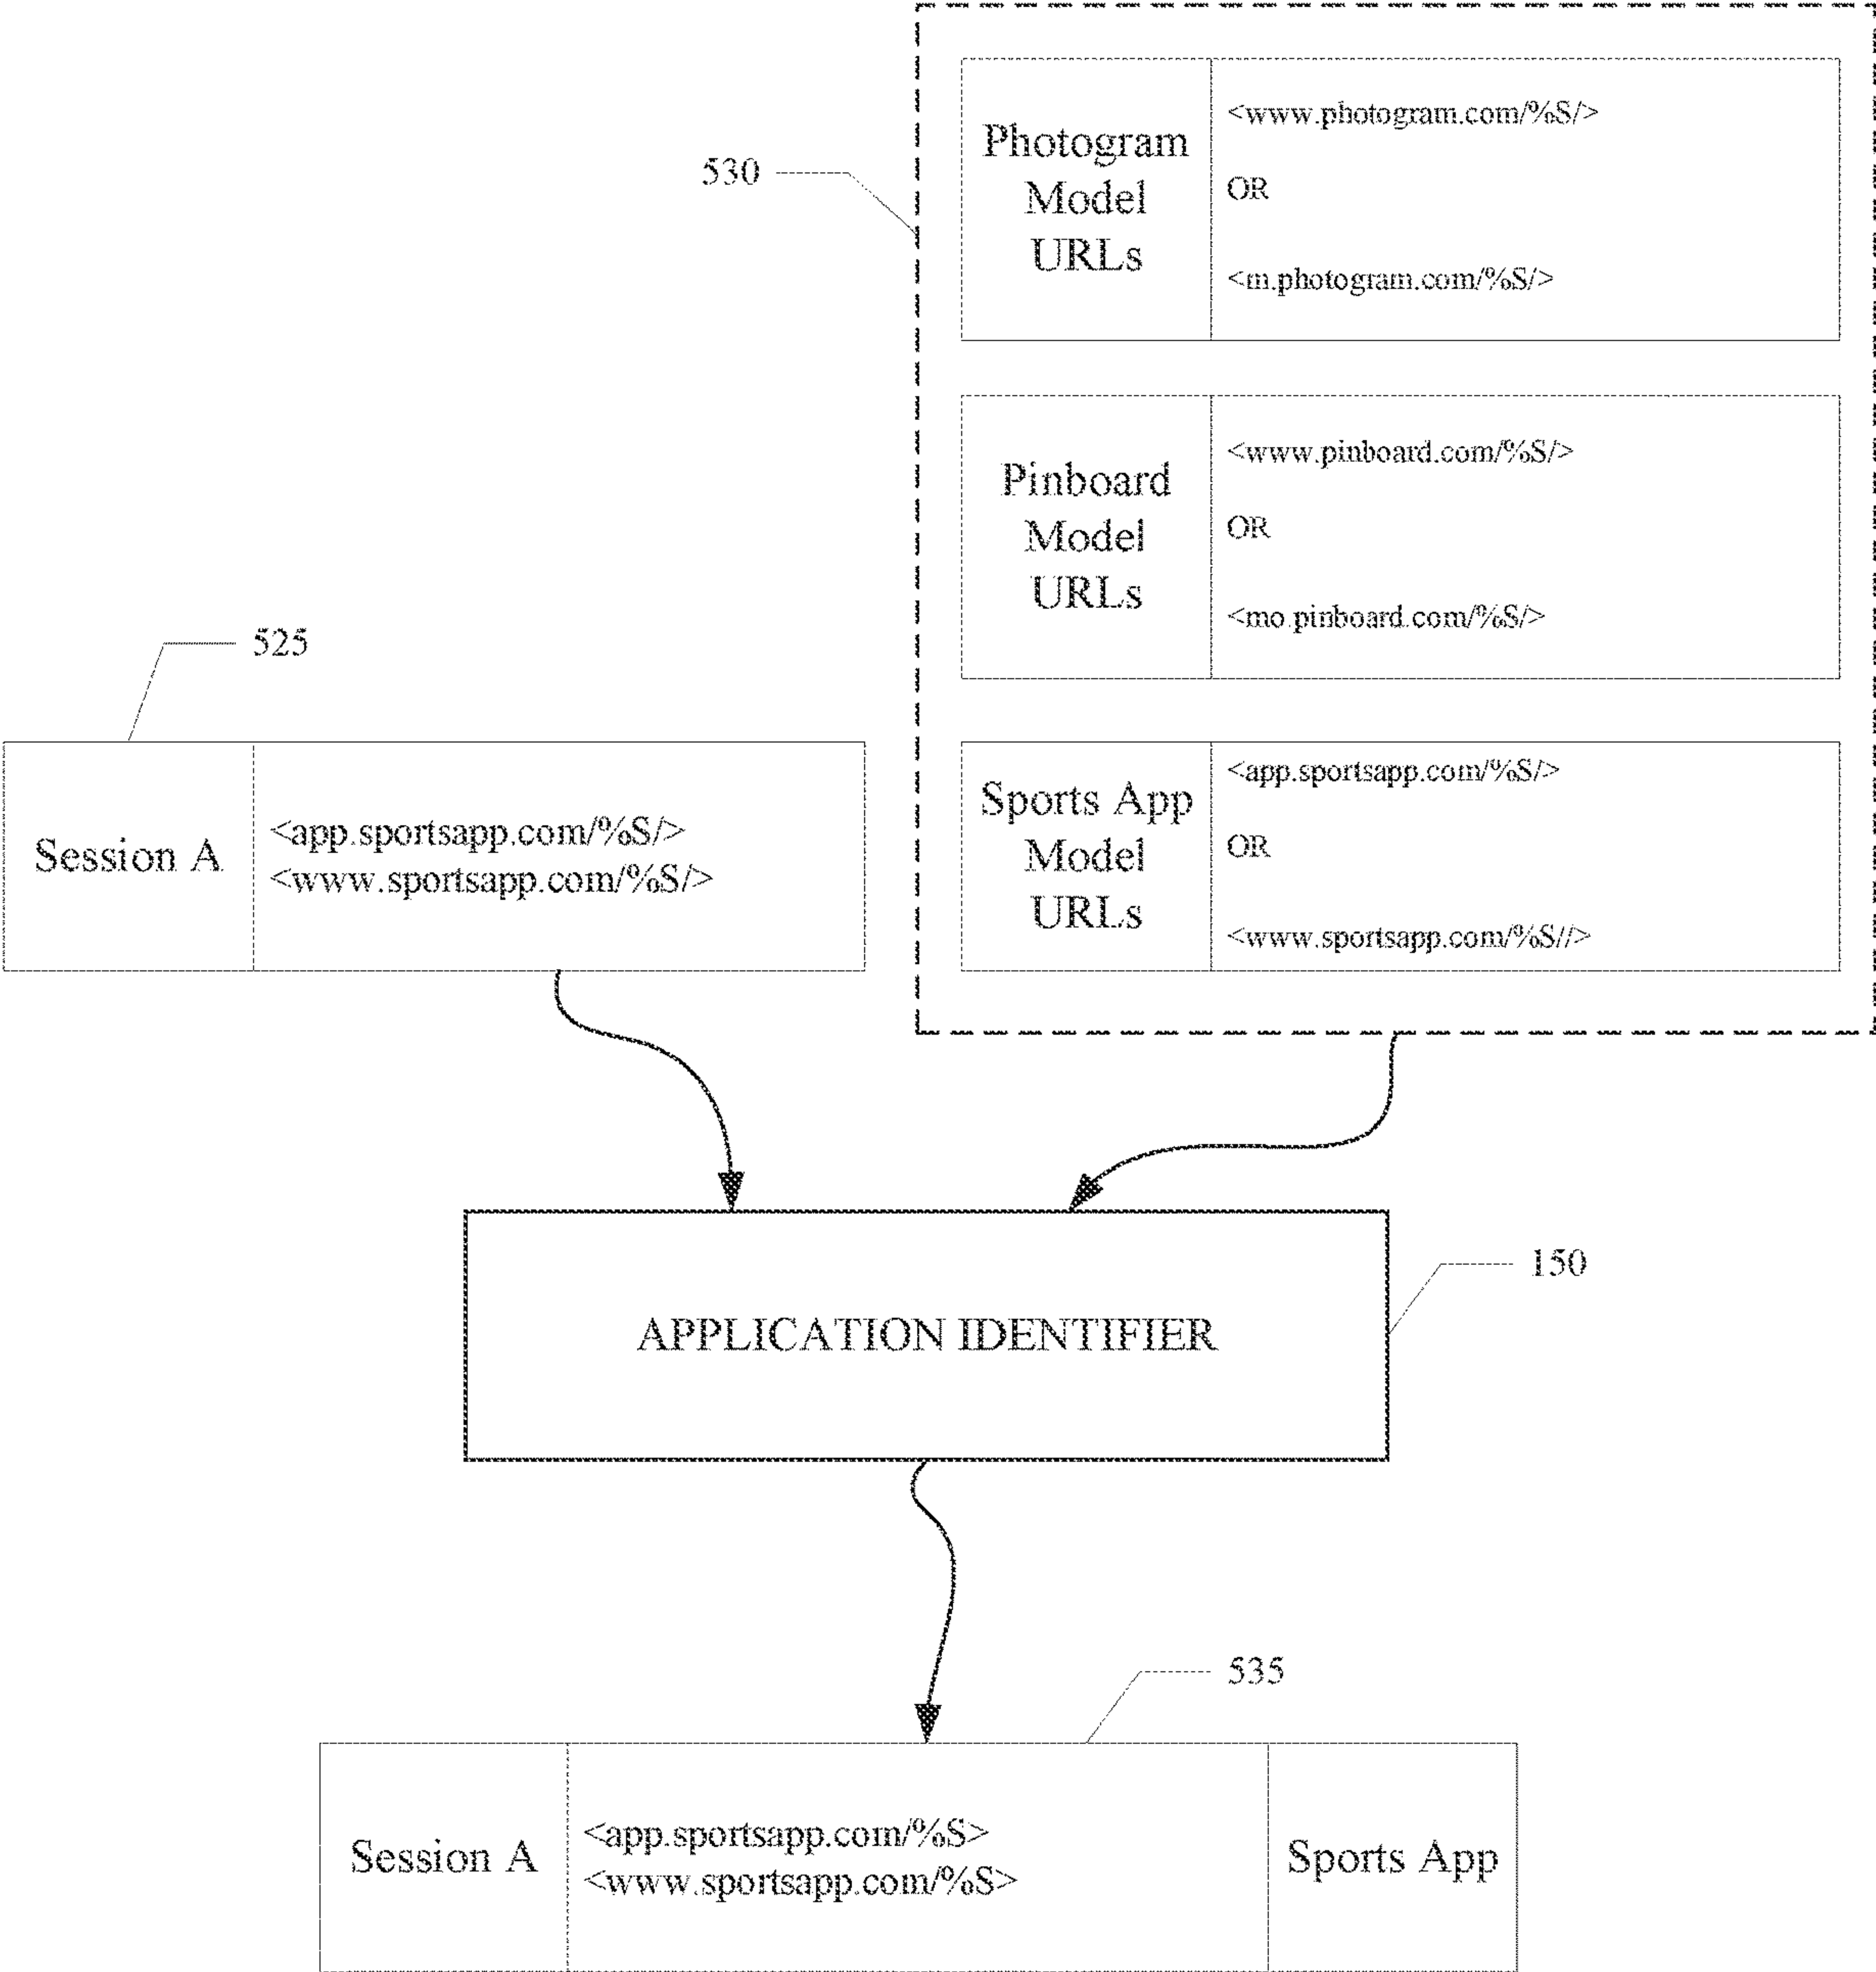 530
Photogram
Model
URLs
<www.photogram.com/%S/>
OR
<m.photogram.com/%S/>
Pinboard
Model
URLs
<www.pinboard.com/%S/>
OR
<mo.pinboard.com/%S/>
525
Session A
<app.sportsapp.com/%S/>
<www.sportsapp.com/%S/>
Sports App
Model
URLs
<app.sportsapp.com/%S/>
OR
<www.sportsapp.com/%S//>
150
APPLICATION IDENTIFIER
535
Session A
<app.sportsapp.com/%S>
<www.sportsapp.com/%S>
Sports App